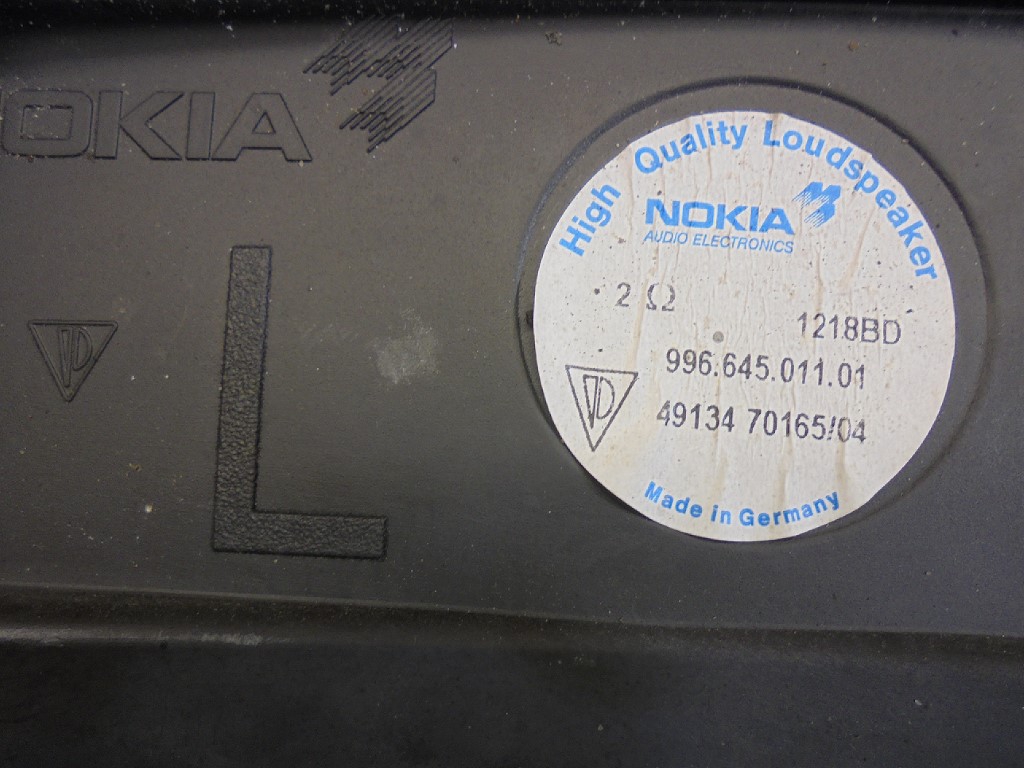 OKIA
L
High Quality Loudspeaker
NOKIA
AUDIO ELECTRONICS
2 Ω
1218BD
996.645.011.01
49134 70165/04
Made in Germany